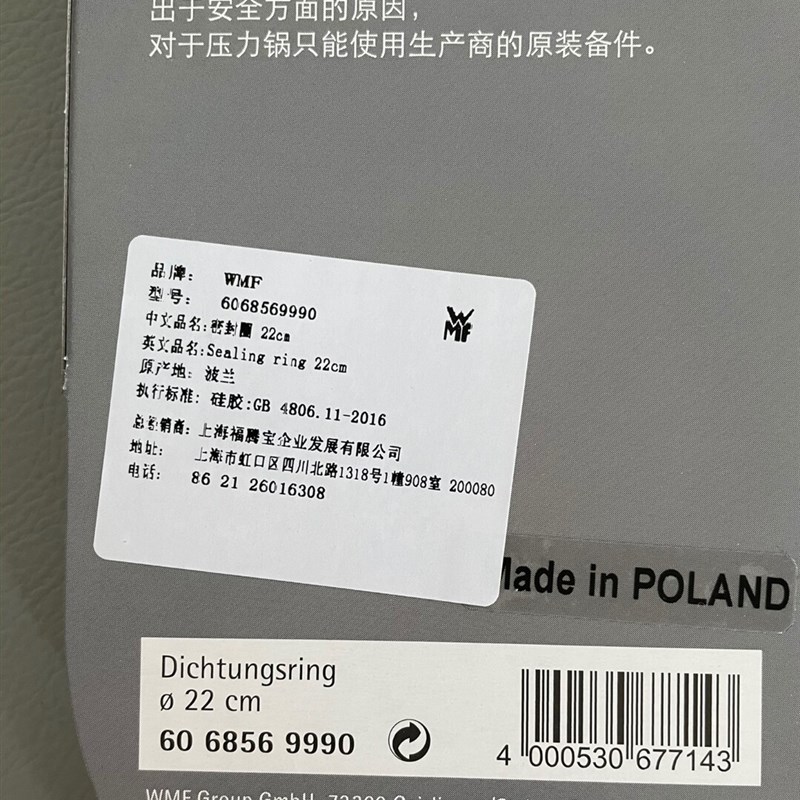 出于安全方面的原因，
对于压力锅只能使用生产商的原装备件。
品牌： WMF
型号： 6068569990
中文品名:密封圈 22cm
英文品名:Sealing ring 22cm
原产地: 波兰
执行标准: 硅胶:GB 4806.11-2016
总经销商: 上海福腾宝企业发展有限公司
地址: 上海市虹口区四川北路1318号1幢908室 200080
电话: 86 21 26016308
WMF
Made in POLAND
Dichtungsring
ø 22 cm
60 6856 9990
4 000530 677143
WMF Group GmbH, 73309